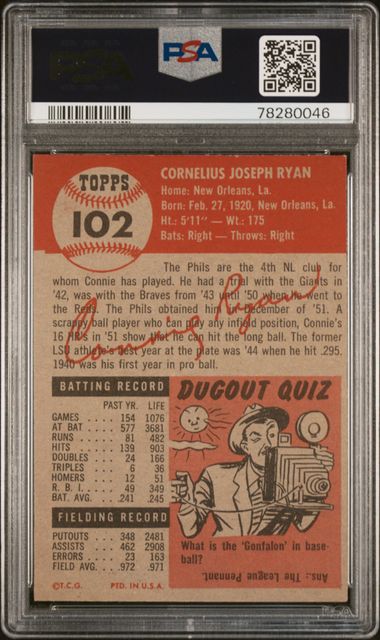 PSA
PSA
78280046
TOPPS
102
CORNELIUS JOSEPH RYAN
Home: New Orleans, La.
Born: Feb. 27, 1920, New Orleans, La.
Ht.: 5'11" — Wt.: 175
Bats: Right — Throws: Right
The Phils are the 4th NL club for
whom Connie has played. He had a trial with the Giants in
'42, was with the Braves from '43 until '50 when he went
to the Reds. The Phils obtained him in December of '51. A
scrappy ball player who can play any infield position, Connie's
16 HRs in '51 show that he can hit the long ball. The former
LSU athlete's best year at the plate was '44 when he hit .295.
1940 was his first year in pro ball.
Connie Ryan
BATTING RECORD
PAST YR. LIFE
GAMES 154 1076
AT BAT 577 3681
RUNS 81 482
HITS 139 903
DOUBLES 24 166
TRIPLES 6 36
HOMERS 12 51
R. B. I. 49 349
BAT. AVG. .241 .245
FIELDING RECORD
PUTOUTS 348 2481
ASSISTS 462 2908
ERRORS 23 163
FIELD AVG. .972 .971
©T.C.G. PTD. IN U.S.A.
DUGOUT QUIZ
What is the 'Gonfalon' in base-
ball?
Ans.: The League Pennant.
PSA